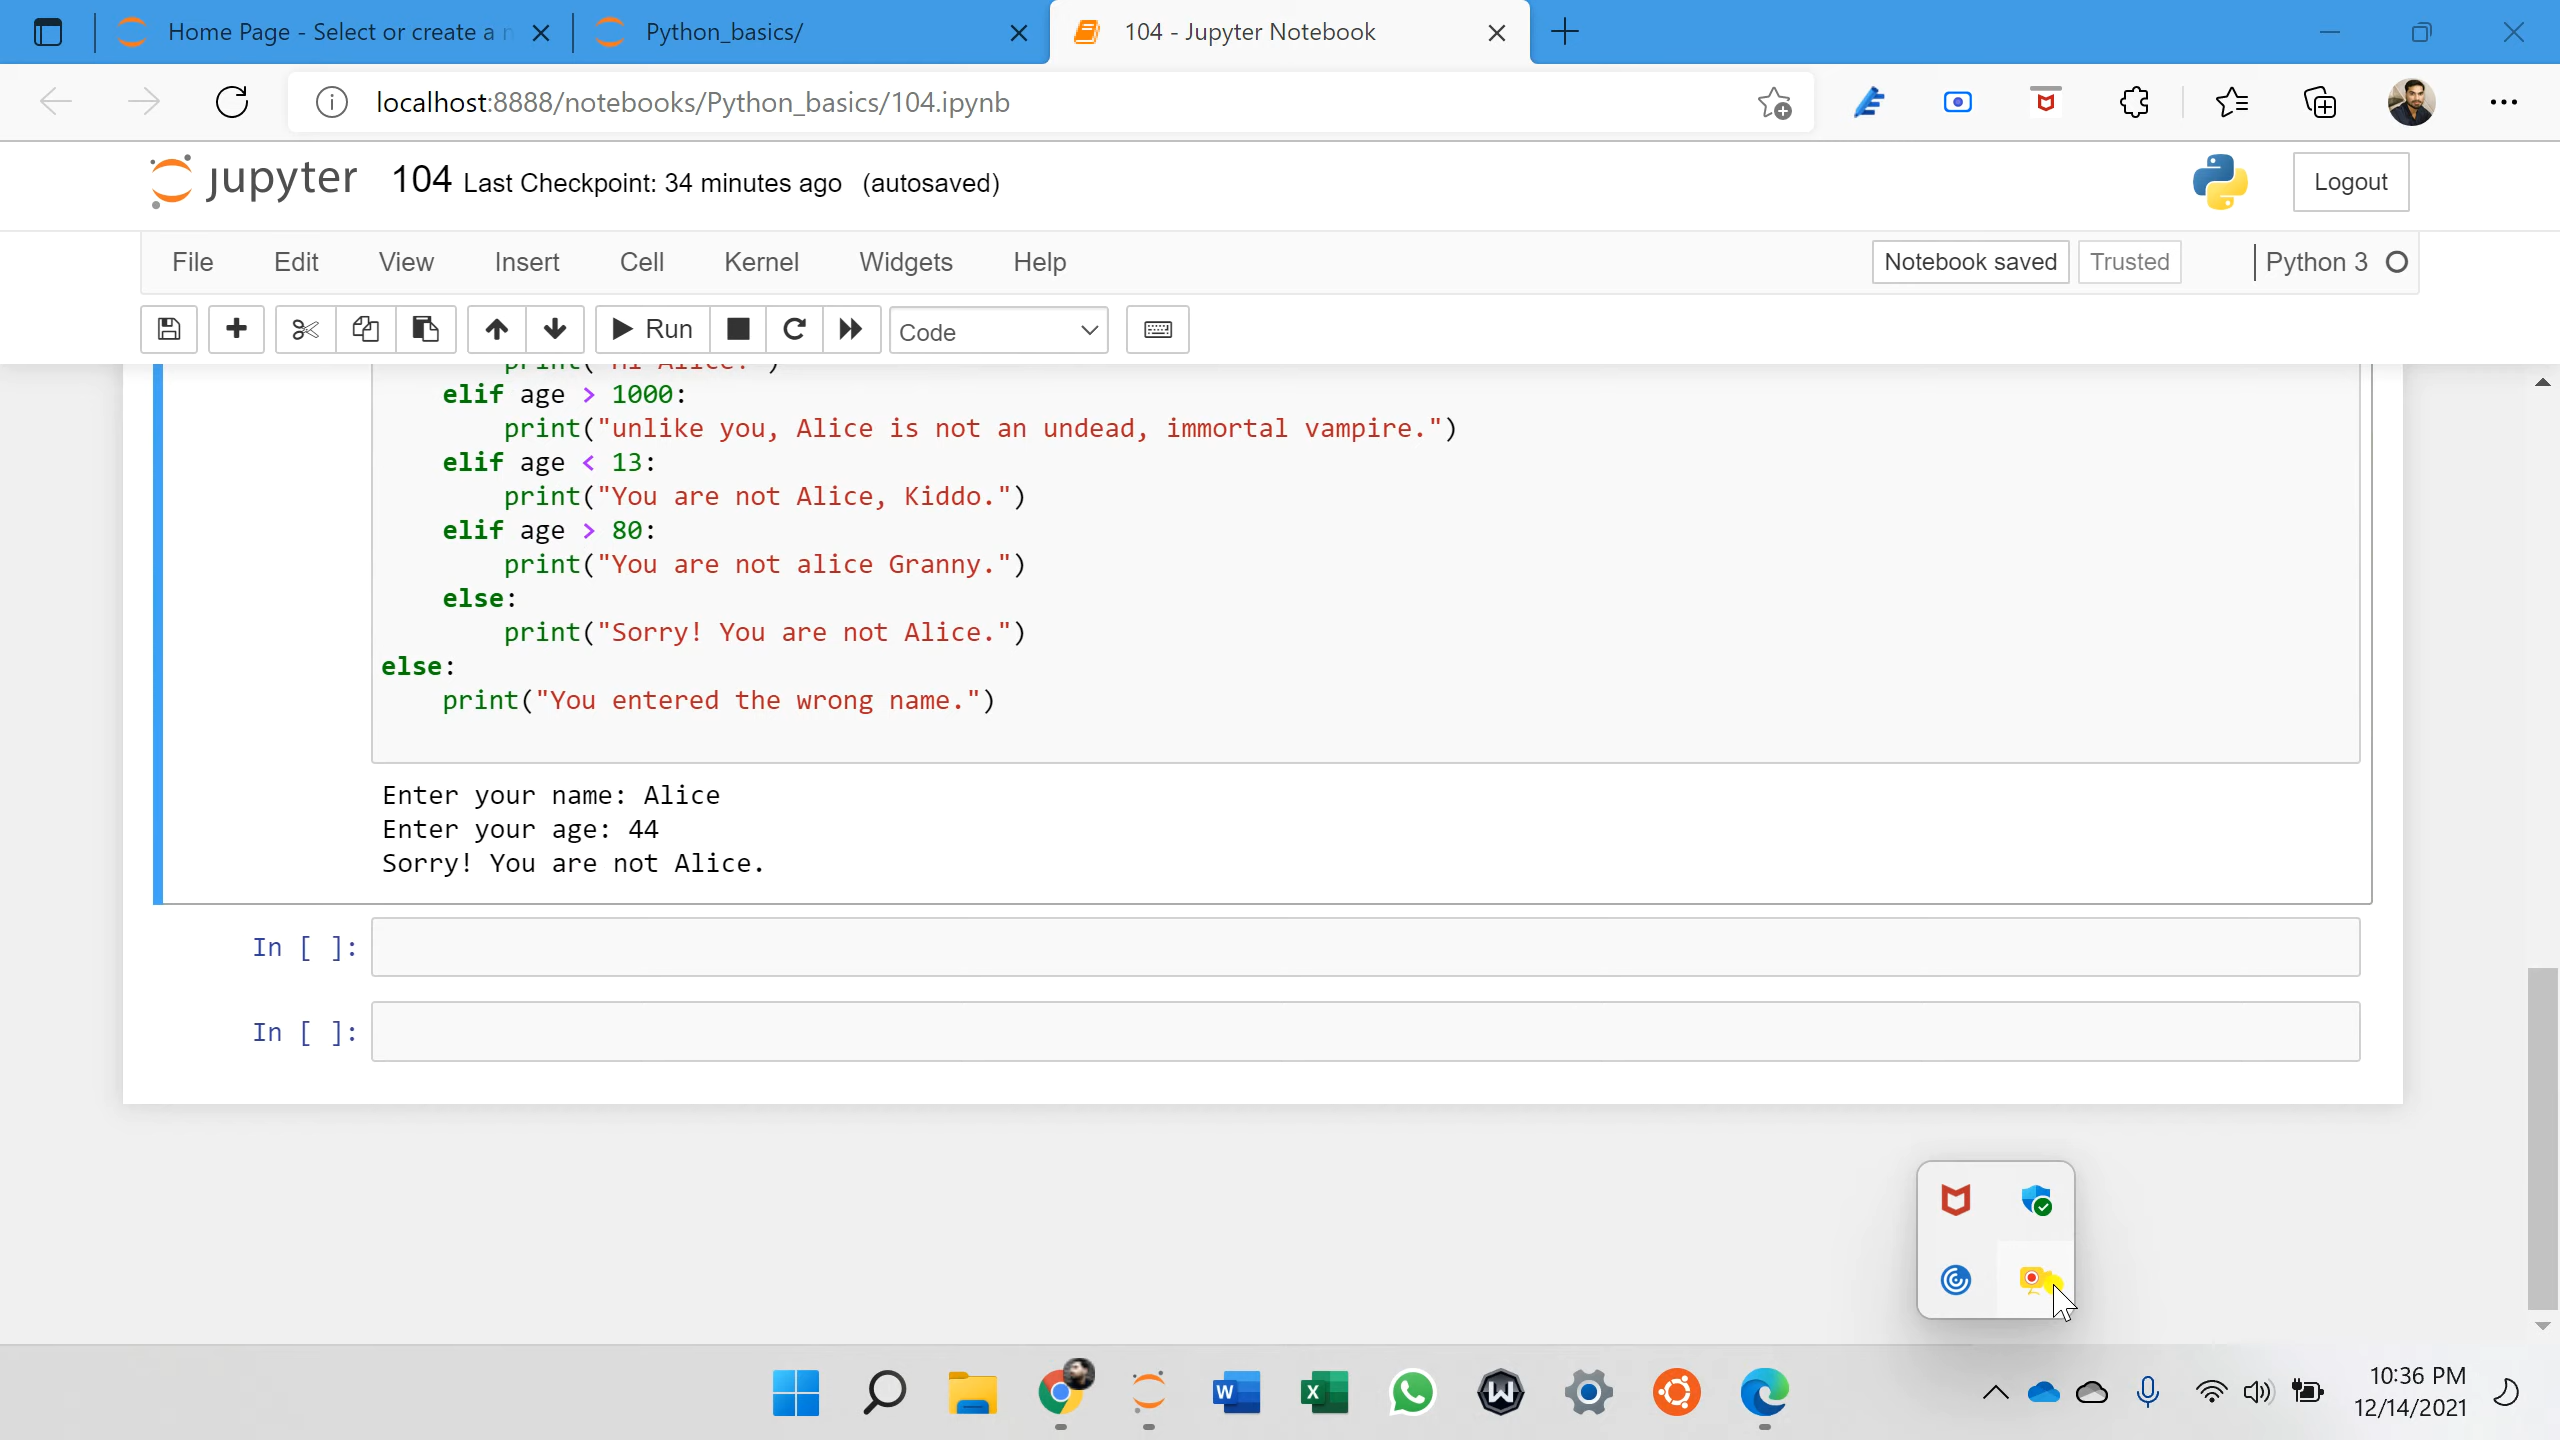 Home Page - Select or create a n
Python_basics/
104 - Jupyter Notebook
localhost:8888/notebooks/Python_basics/104.ipynb
jupyter 104 Last Checkpoint: 34 minutes ago (autosaved)
Logout
File Edit View Insert Cell Kernel Widgets Help
Notebook saved Trusted Python 3
Run Code
print("Hi Alice.")
elif age > 1000:
print("unlike you, Alice is not an undead, immortal vampire.")
elif age < 13:
print("You are not Alice, Kiddo.")
elif age > 80:
print("You are not alice Granny.")
else:
print("Sorry! You are not Alice.")
else:
print("You entered the wrong name.")
Enter your name: Alice
Enter your age: 44
Sorry! You are not Alice.
In [ ]:
In [ ]:
10:36 PM
12/14/2021